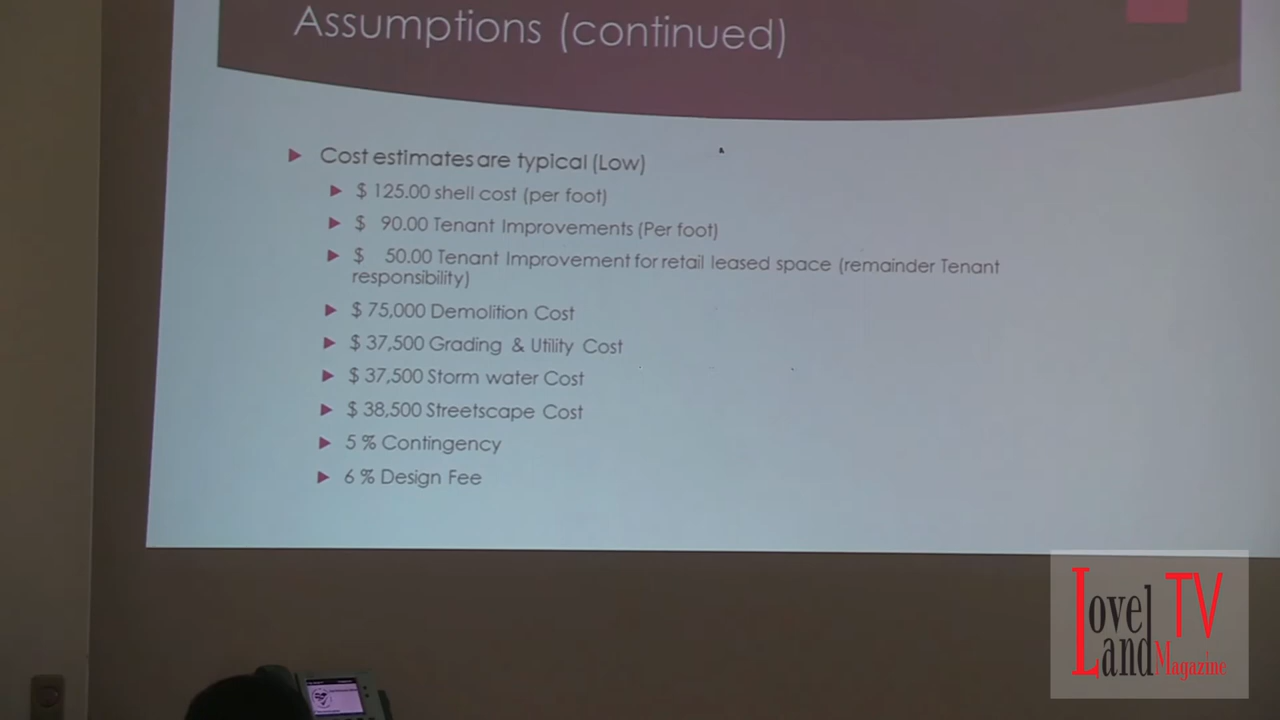 Assumptions (continued)
Cost estimates are typical (Low)
$ 125.00 shell cost (per foot)
$ 90.00 Tenant Improvements (Per foot)
$ 50.00 Tenant Improvement for retail leased space (remainder Tenant
responsibility)
$ 75,000 Demolition Cost
$ 37,500 Grading & Utility Cost
$ 37,500 Storm water Cost
$ 38,500 Streetscape Cost
5 % Contingency
6 % Design Fee
Lovel TV
Land Magazine